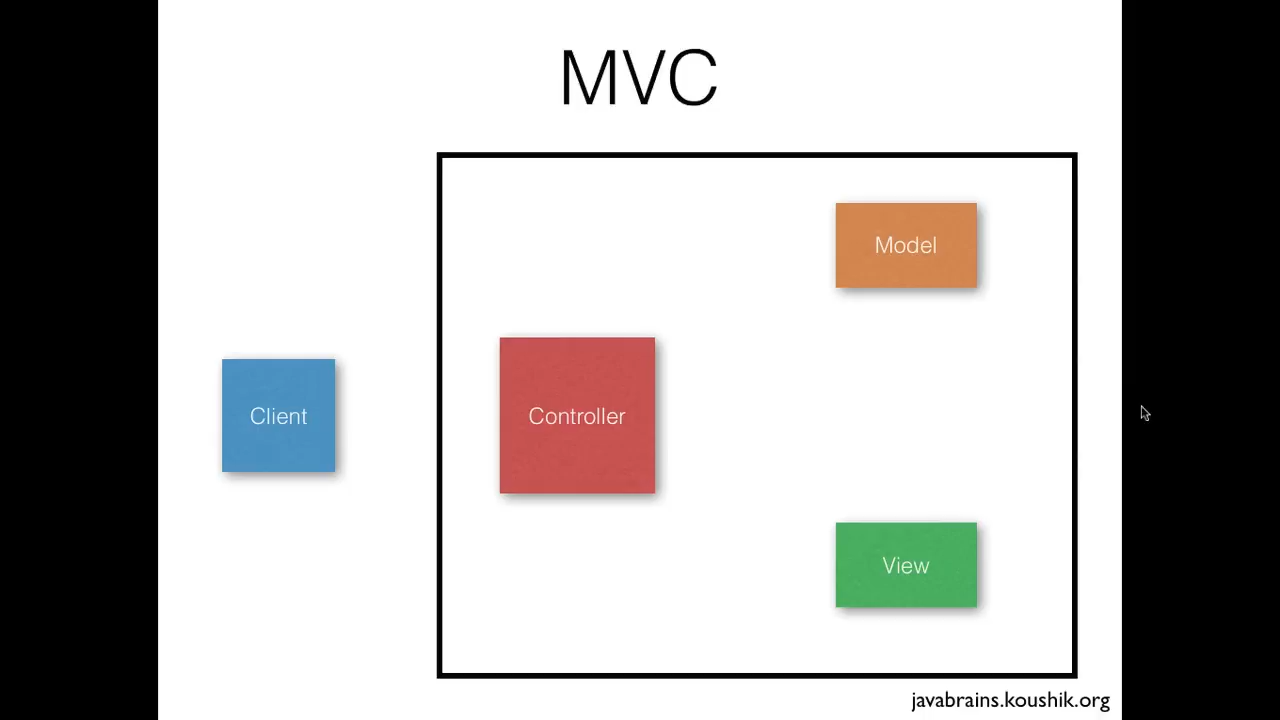 MVC
Model
Client
Controller
View
javabrains.koushik.org